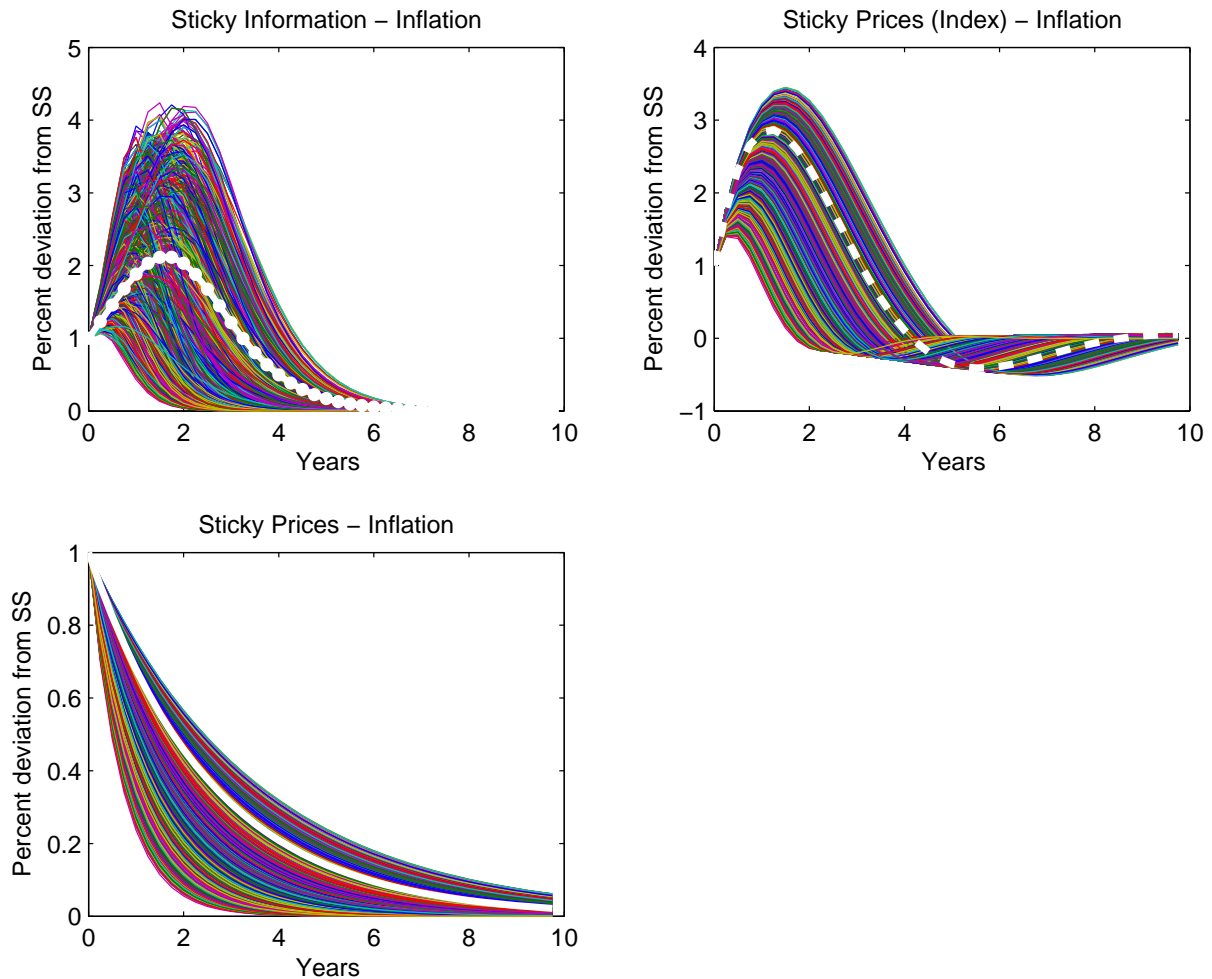 Sticky Information − Inflation
Percent deviation from SS
5
4
3
2
1
0
0 2 4 6 8 10
Years
Sticky Prices (Index) − Inflation
Percent deviation from SS
4
3
2
1
0
−1
0 2 4 6 8 10
Years
Sticky Prices − Inflation
Percent deviation from SS
1
0.8
0.6
0.4
0.2
0
0 2 4 6 8 10
Years